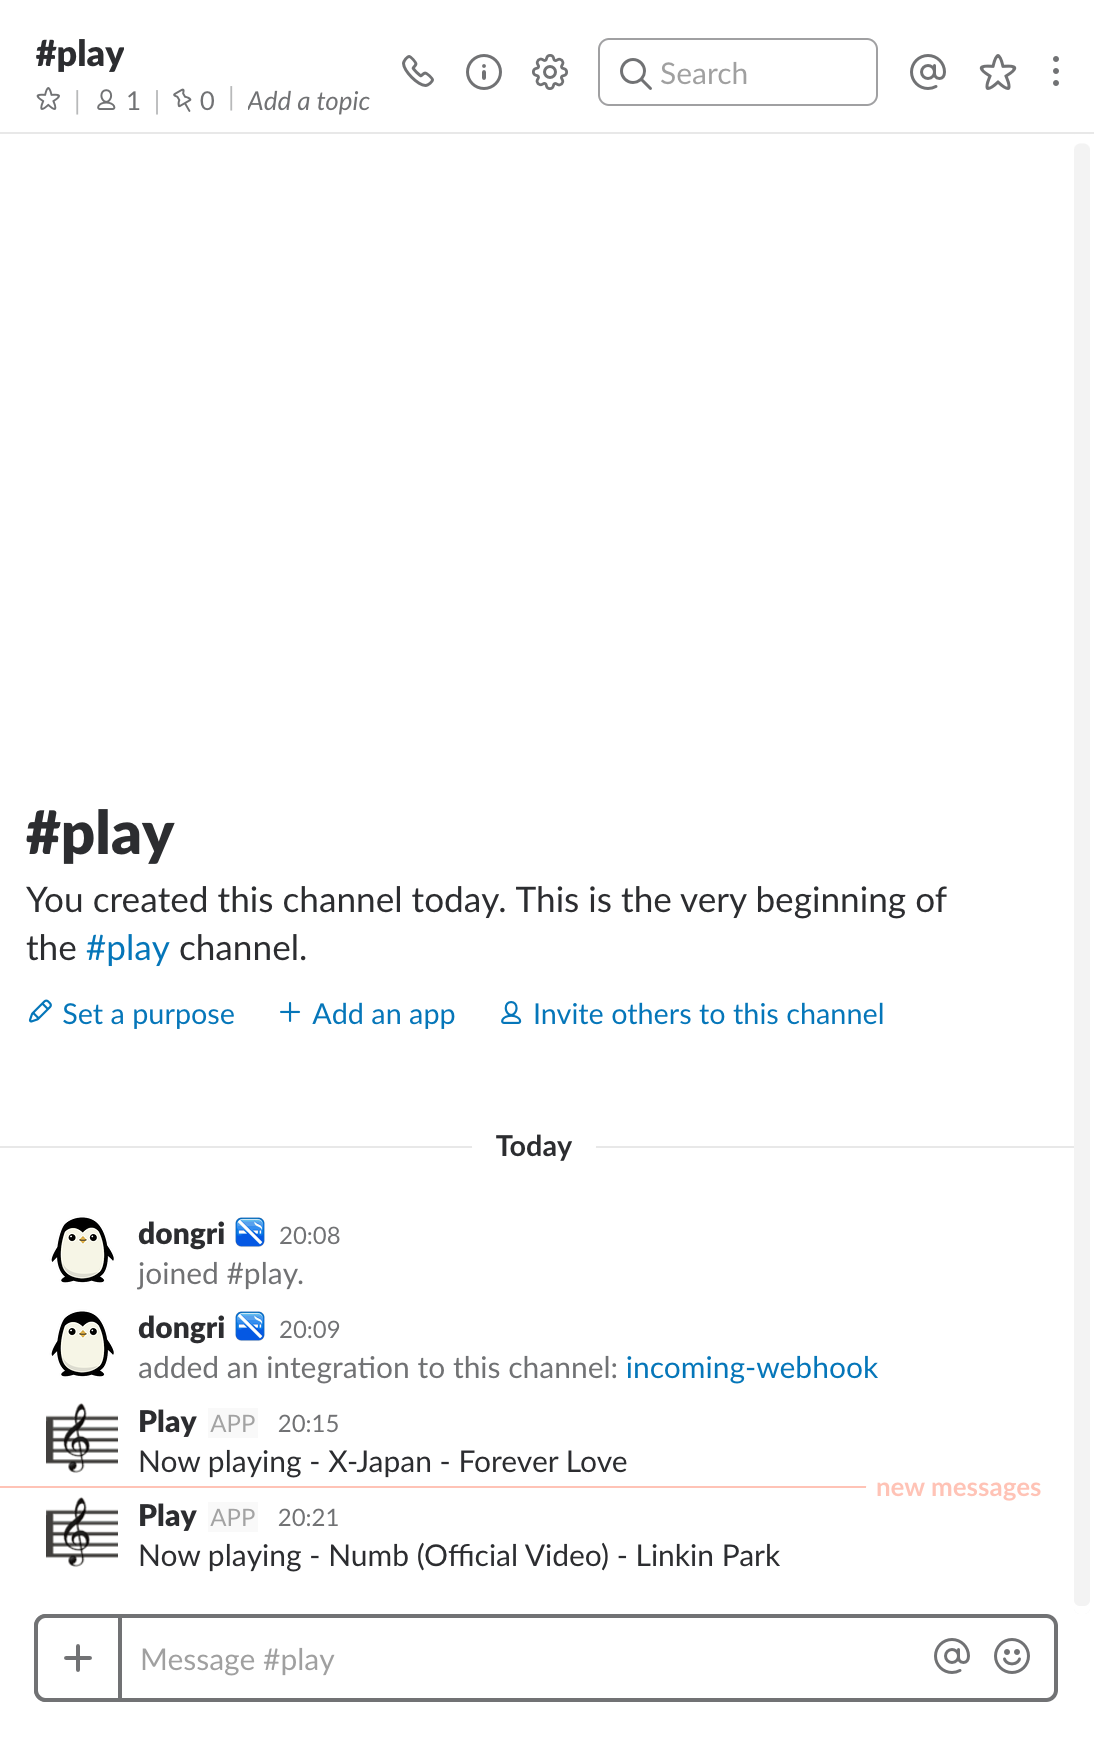 #play
1 | 0 | Add a topic
Search
#play
You created this channel today. This is the very beginning of
the #play channel.
Set a purpose + Add an app Invite others to this channel
Today
dongri 20:08
joined #play.
dongri 20:09
added an integration to this channel: incoming-webhook
Play APP 20:15
Now playing - X-Japan - Forever Love
new messages
Play APP 20:21
Now playing - Numb (Official Video) - Linkin Park
Message #play